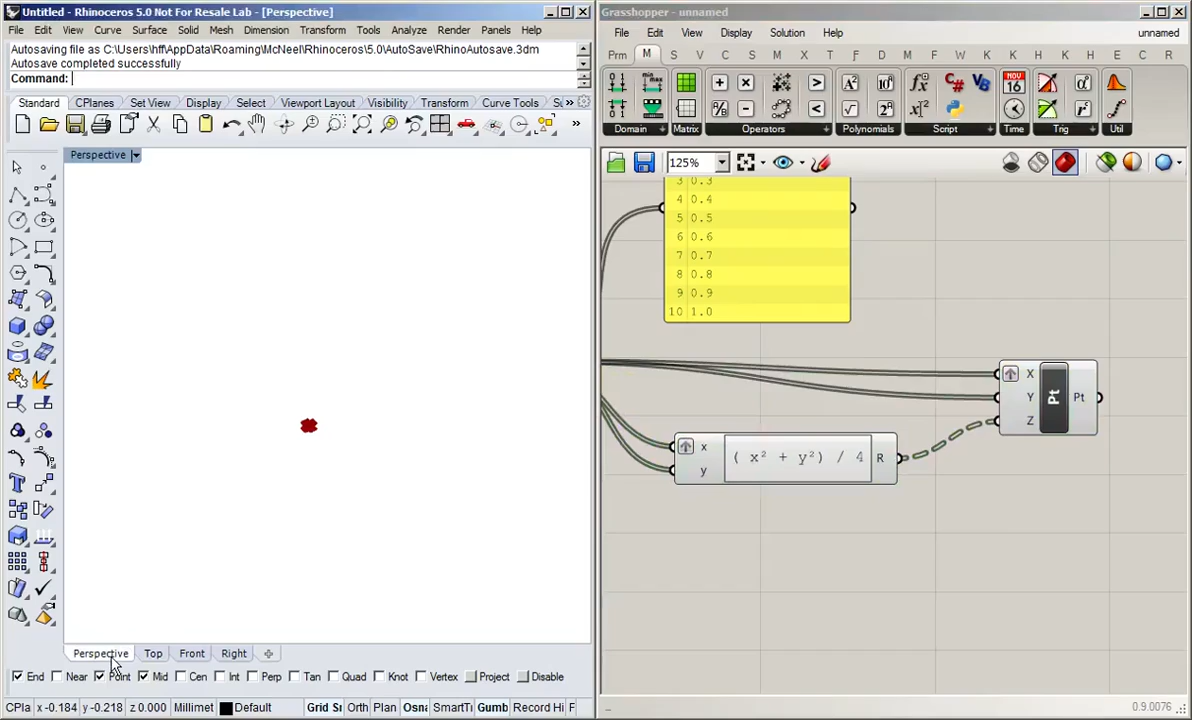 Untitled - Rhinoceros 5.0 Not For Resale Lab - [Perspective]
File Edit View Curve Surface Solid Mesh Dimension Transform Tools Analyze Render Panels Help
Autosaving file as C:\Users\hff\AppData\Roaming\McNeel\Rhinoceros\5.0\AutoSave\RhinoAutosave.3dm
Autosave completed successfully
Command:
Standard CPlanes Set View Display Select Viewport Layout Visibility Transform Curve Tools »
Perspective
Perspective Top Front Right
End Near Point Mid Cen Int Perp Tan Quad Knot Vertex Project Disable
CPla x -0.184 y -0.218 z 0.000 Millimet Default Grid Sr Orth Plan Osna SmartTr Gumb Record Hi F
Grasshopper - unnamed
File Edit View Display Solution Help unnamed
Prm M S V C S M X T D M L K E C R
Domain Matrix Operators Polynomials Script Time Trig Util
125%
3 0.3
4 0.4
5 0.5
6 0.6
7 0.7
8 0.8
9 0.9
10 1.0
X
Y Pt Pt
Z
x
( x² + y²) / 4 R
y
0.9.0076